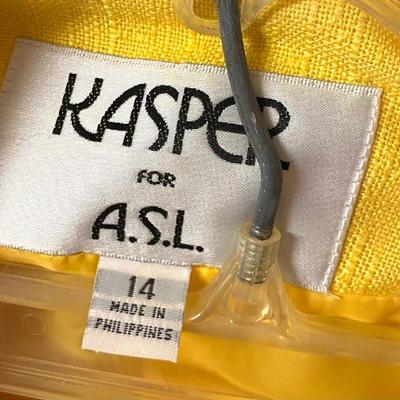 KASPER
FOR
A.S.L.
14
MADE IN
PHILIPPINES